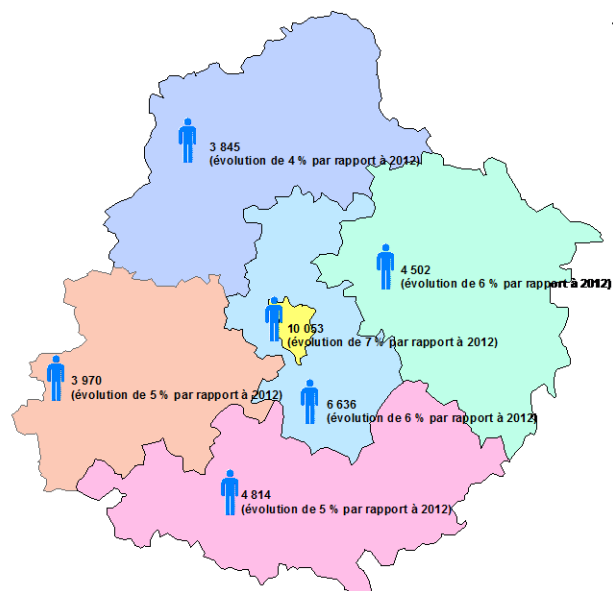 3 845
(évolution de 4 % par rapport à 2012)
4 502
(évolution de 6 % par rapport à 2012)
10 053
(évolution de 7 % par rapport à 2012)
3 970
(évolution de 5 % par rapport à 2012)
6 636
(évolution de 6 % par rapport à 2012)
4 814
(évolution de 5 % par rapport à 2012)